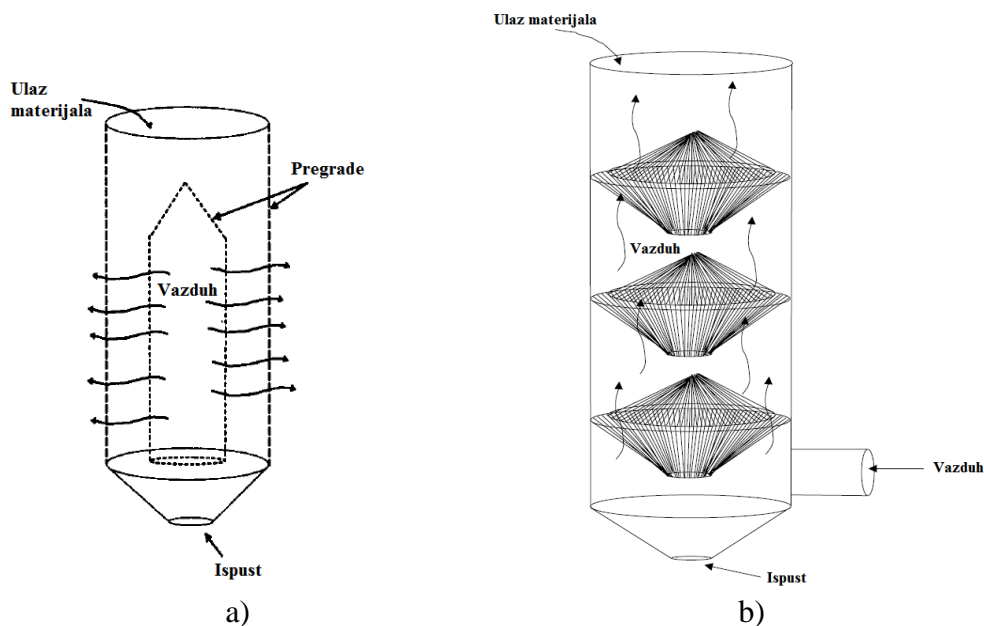 Ulaz
materijala
Pregrade
Vazduh
Ispust
a)
Ulaz materijala
Vazduh
Vazduh
Ispust
b)